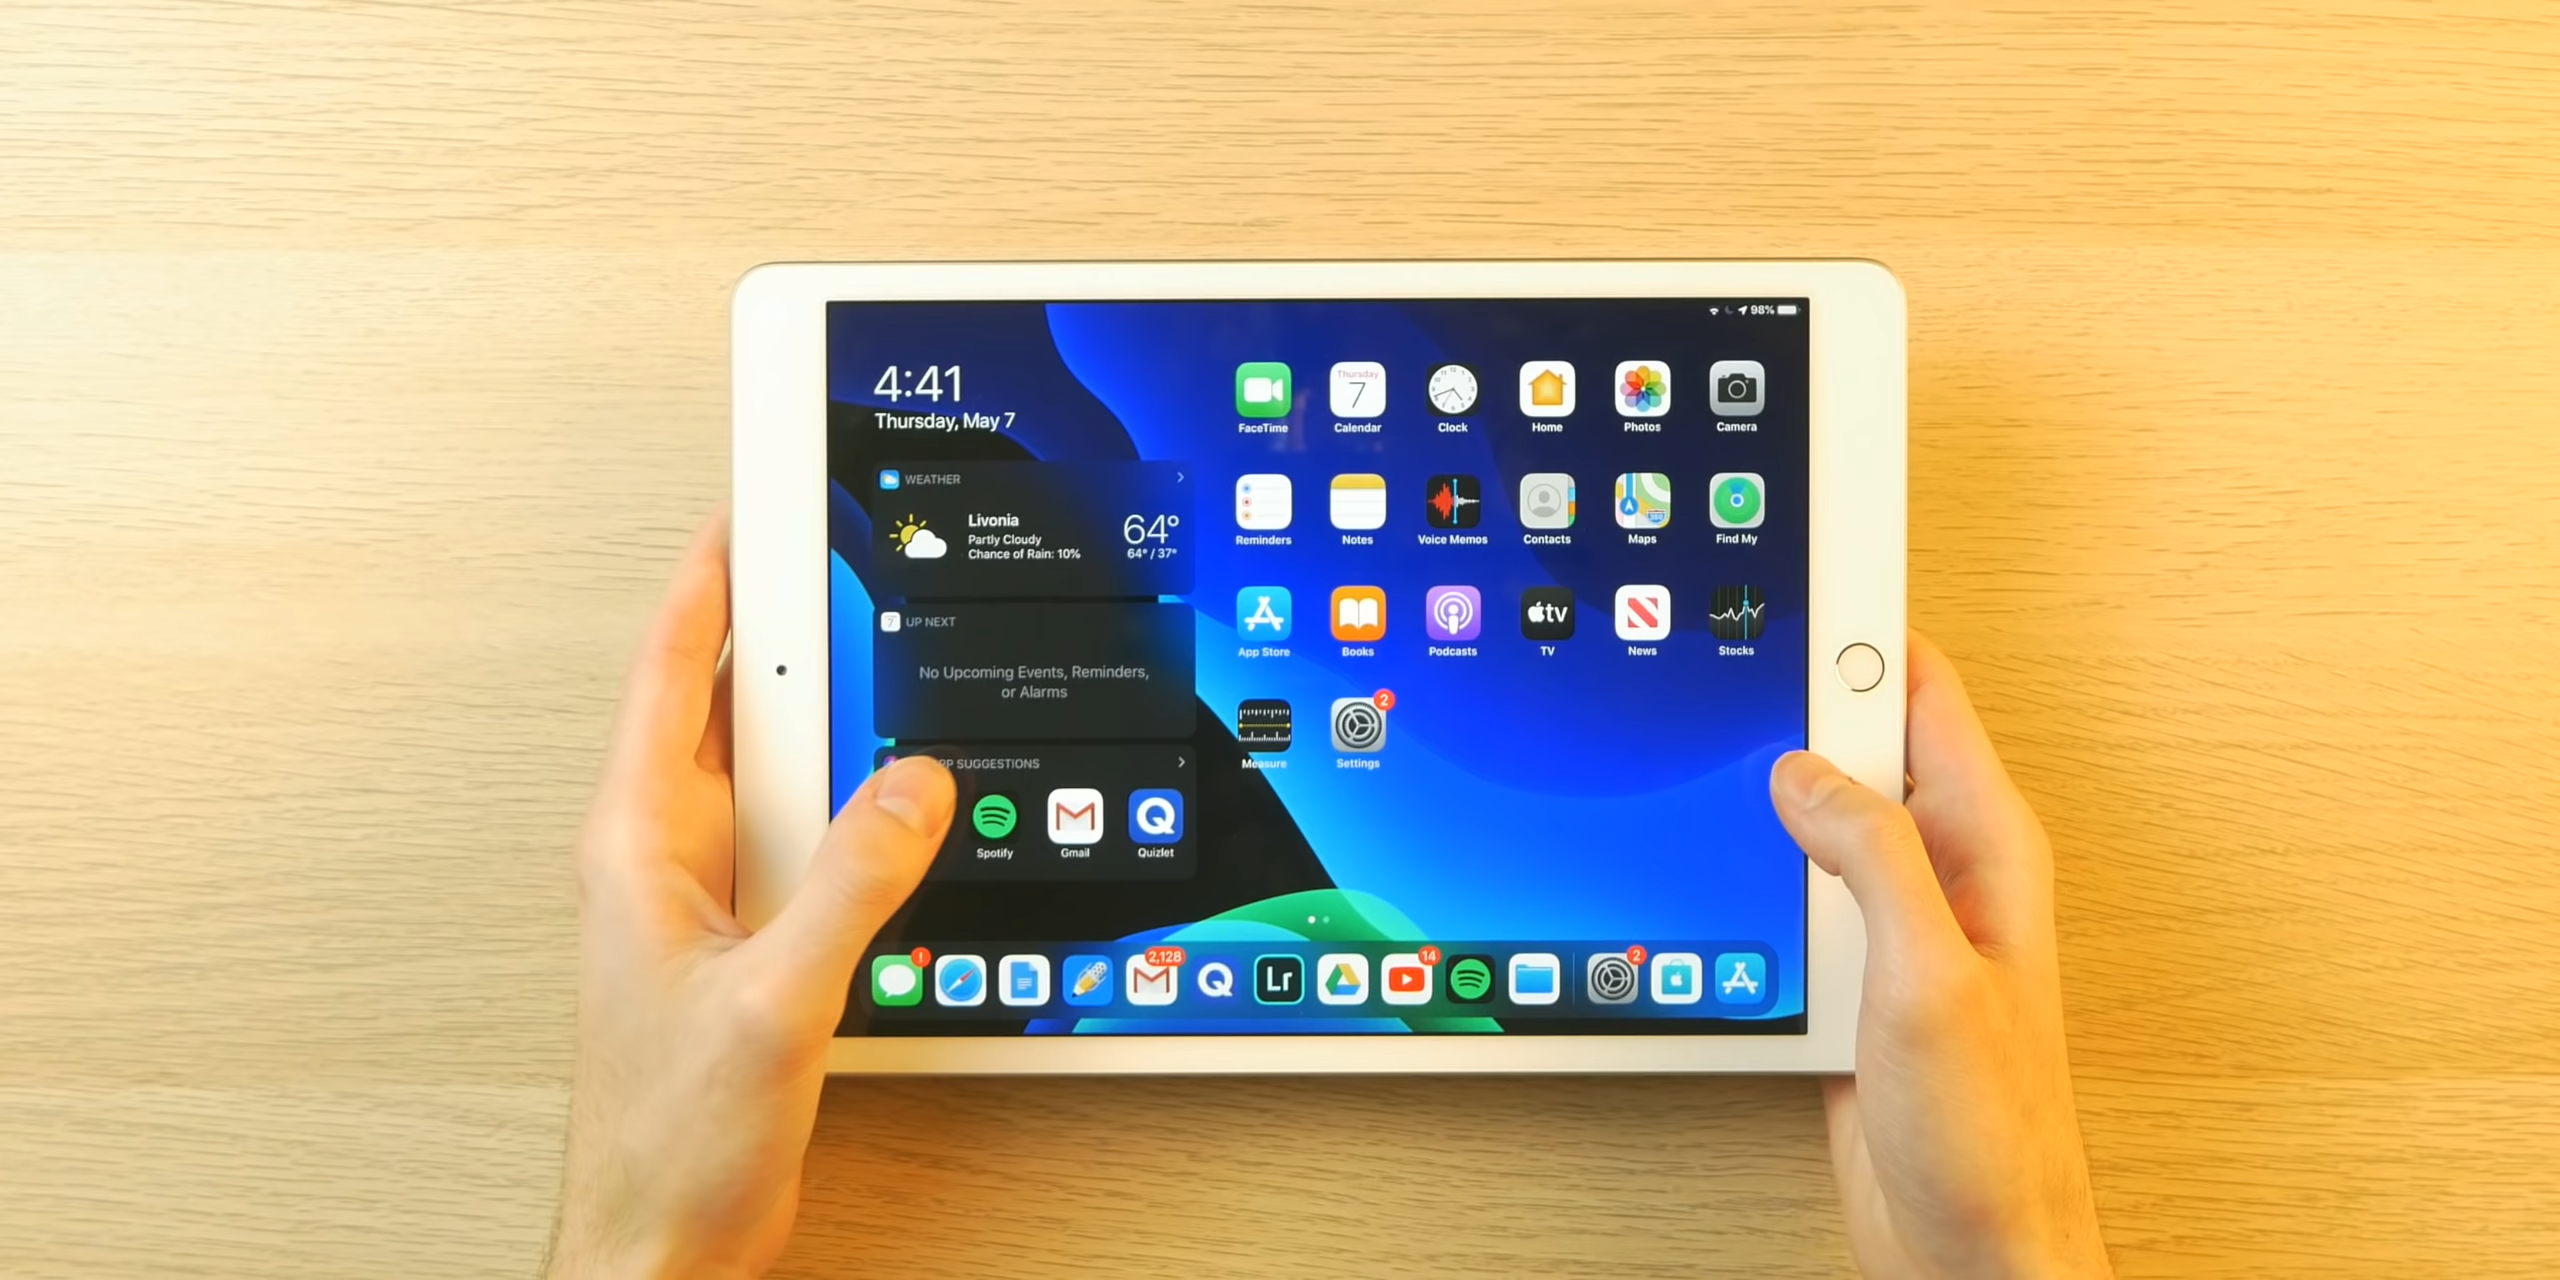 98%
4:41
Thursday, May 7
WEATHER
Livonia
Partly Cloudy
Chance of Rain: 10%
64°
64° / 37°
7
UP NEXT
No Upcoming Events, Reminders,
or Alarms
SUGGESTIONS
Spotify
Gmail
Quizlet
Thursday
7
FaceTime
Calendar
Clock
Home
Photos
Camera
Reminders
Notes
Voice Memos
Contacts
Maps
Find My
tv
App Store
Books
Podcasts
TV
News
Stocks
2
Measure
Settings
!
2,128
Lr
14
2